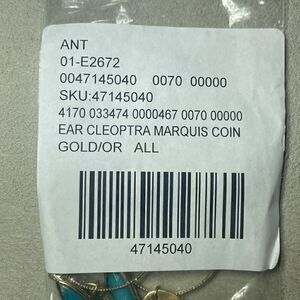 ANT
01-E2672
0047145040 0070 00000
SKU:47145040
4170 033474 0000467 0070 00000
EAR CLEOPTRA MARQUIS COIN
GOLD/OR ALL
47145040